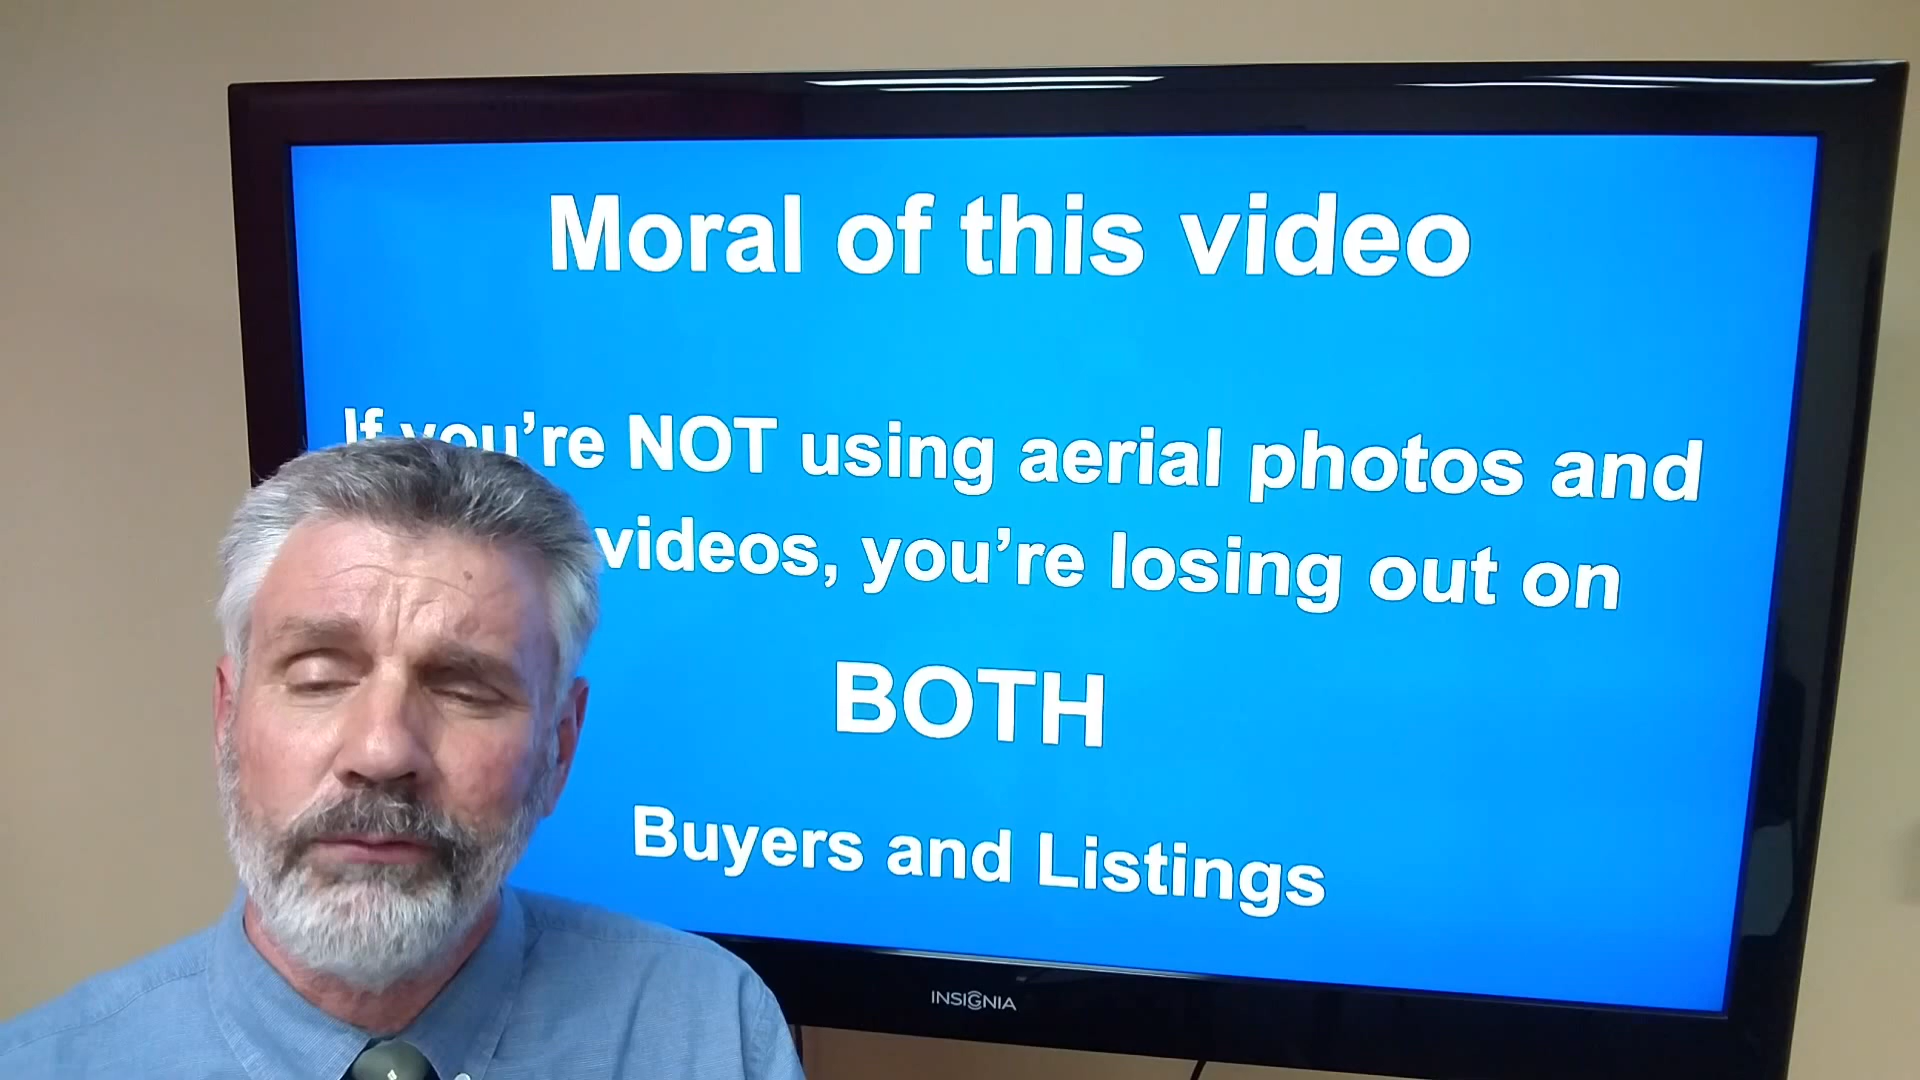 Moral of this video
If you’re NOT using aerial photos and
videos, you’re losing out on
BOTH
Buyers and Listings
INSIGNIA